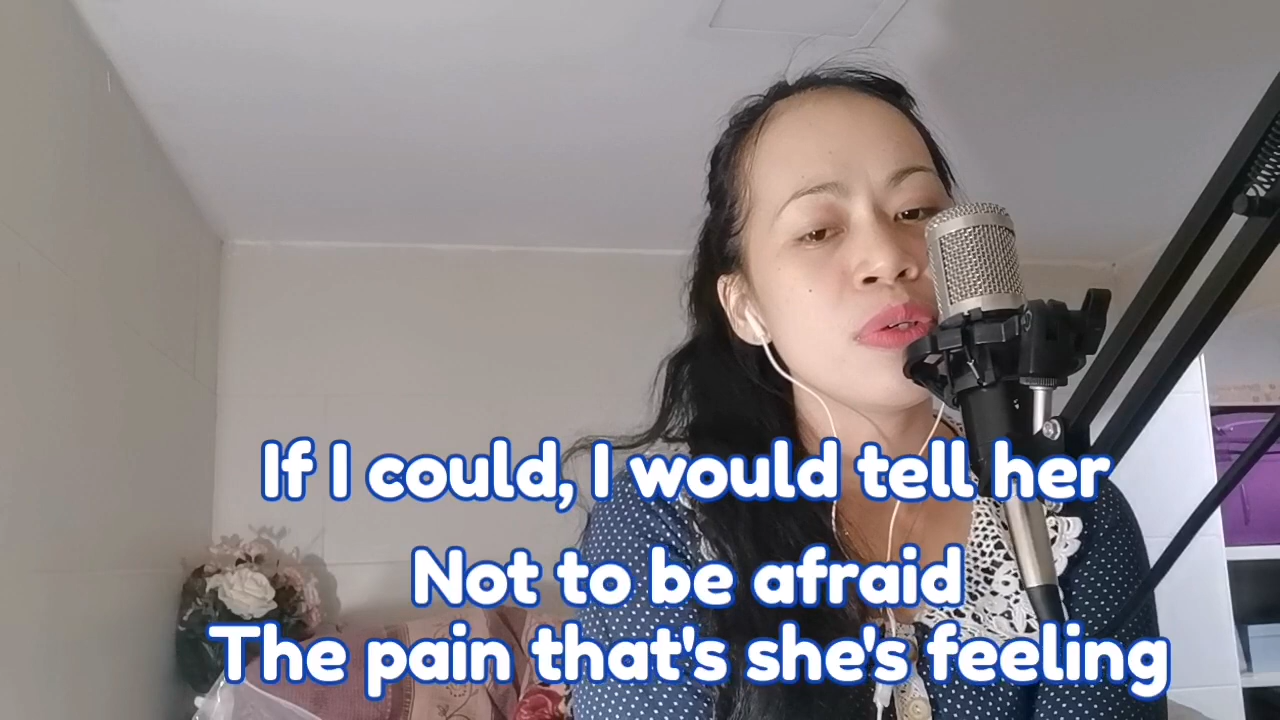 If I could, I would tell her
Not to be afraid
The pain that's she's feeling